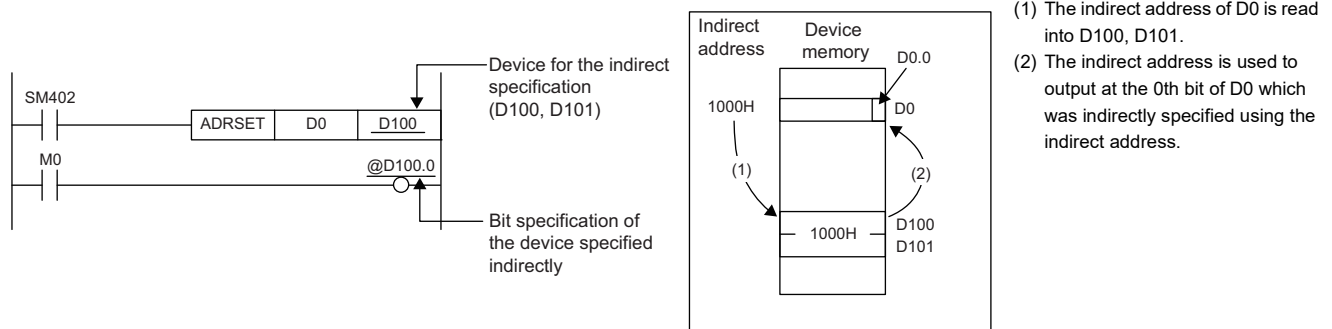 SM402
ADRSET D0 D100
Device for the indirect
specification
(D100, D101)
M0
@D100.0
Bit specification of
the device specified
indirectly
Indirect
address
Device
memory
D0.0
1000H
D0
(1)
(2)
1000H
D100
D101
(1) The indirect address of D0 is read
into D100, D101.
(2) The indirect address is used to
output at the 0th bit of D0 which
was indirectly specified using the
indirect address.